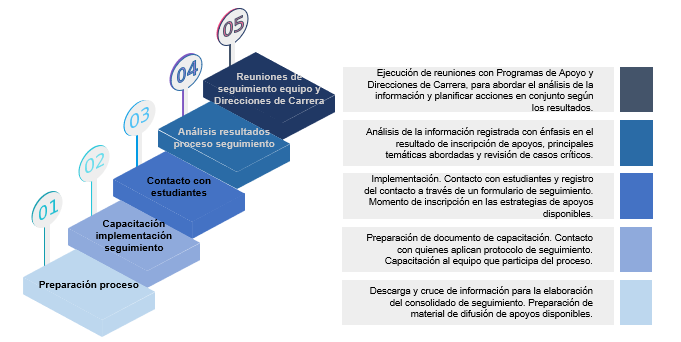 05
Reuniones de
seguimiento equipo y
Direcciones de Carrera
Ejecución de reuniones con Programas de Apoyo y
Direcciones de Carrera, para abordar el análisis de la
información y planificar acciones en conjunto según
los resultados.
04
Análisis resultados
proceso seguimiento
Análisis de la información registrada con énfasis en el
resultado de inscripción de apoyos, principales
temáticas abordadas y revisión de casos críticos.
03
Contacto con
estudiantes
Implementación. Contacto con estudiantes y registro
del contacto a través de un formulario de seguimiento.
Momento de inscripción en las estrategias de apoyos
disponibles.
02
Capacitación
implementación
seguimiento
Preparación de documento de capacitación. Contacto
con quienes aplican protocolo de seguimiento.
Capacitación al equipo que participa del proceso.
01
Preparación proceso
Descarga y cruce de información para la elaboración
del consolidado de seguimiento. Preparación de
material de difusión de apoyos disponibles.